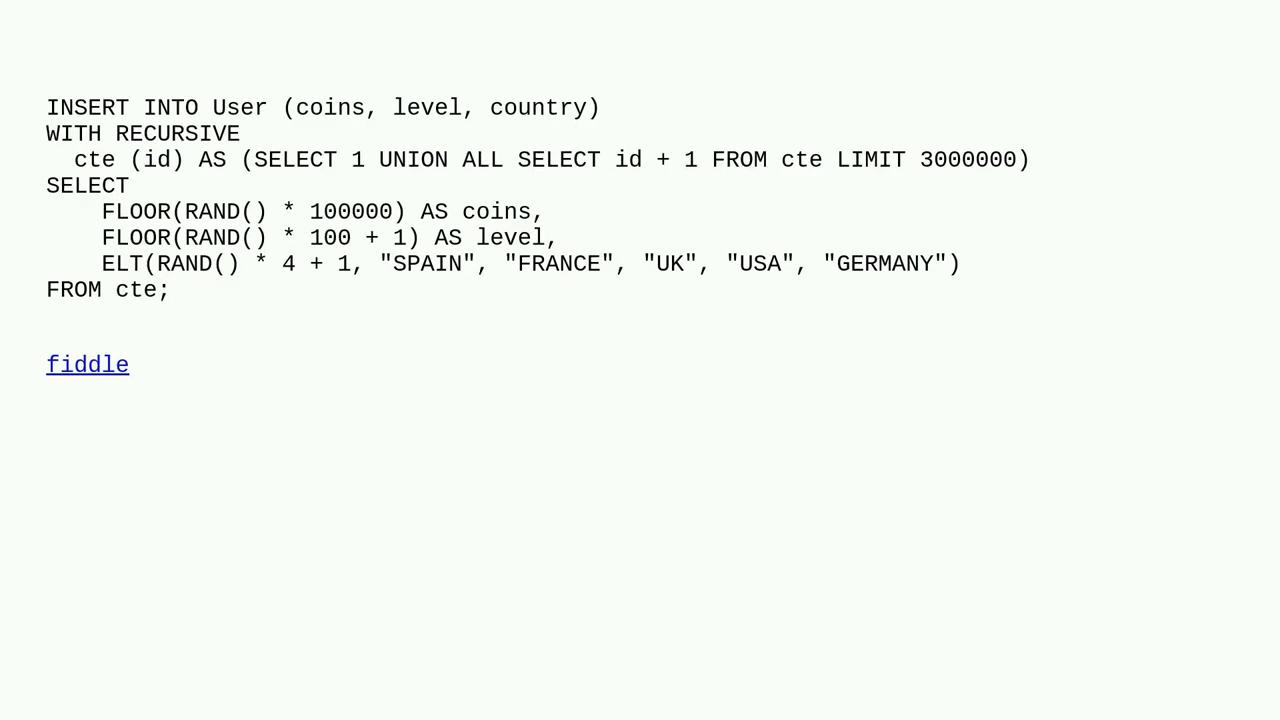 INSERT INTO User (coins, level, country)
WITH RECURSIVE
  cte (id) AS (SELECT 1 UNION ALL SELECT id + 1 FROM cte LIMIT 3000000)
SELECT
    FLOOR(RAND() * 100000) AS coins,
    FLOOR(RAND() * 100 + 1) AS level,
    ELT(RAND() * 4 + 1, "SPAIN", "FRANCE", "UK", "USA", "GERMANY")
FROM cte;
fiddle